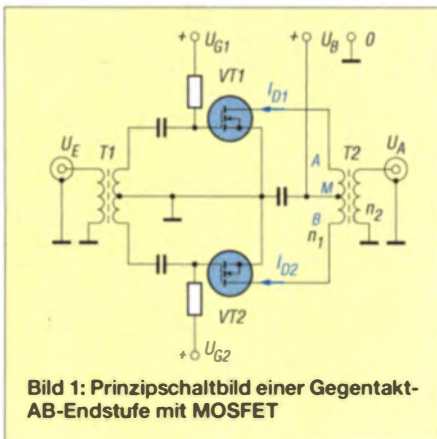 + U_G1
+ U_B 0
VT1
I_D1
U_E T1
A T2 U_A
M
B
n_1 n_2
I_D2
VT2
+ U_G2
Bild 1: Prinzipschaltbild einer Gegentakt-
AB-Endstufe mit MOSFET